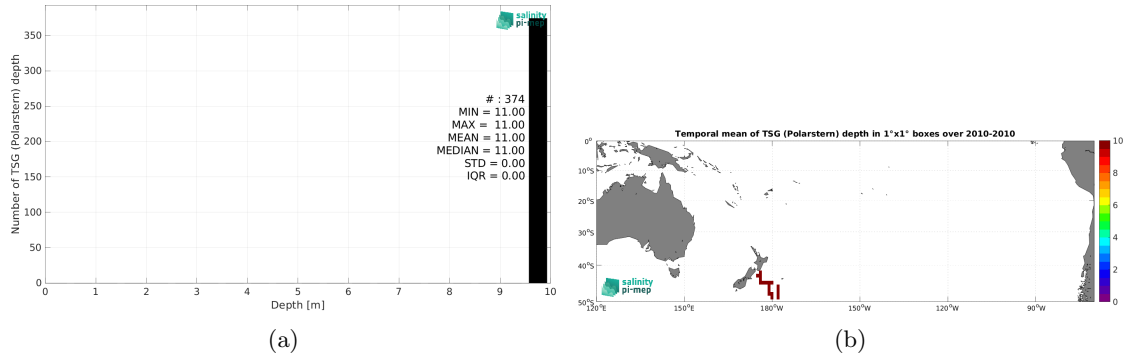 salinity
pi-mep
Number of TSG (Polarstern) depth
350
300
250
200
150
100
50
0
# : 374
MIN = 11.00
MAX = 11.00
MEAN = 11.00
MEDIAN = 11.00
STD = 0.00
IQR = 0.00
0 1 2 3 4 5 6 7 8 9 10
Depth [m]
(a)
Temporal mean of TSG (Polarstern) depth in 1°x1° boxes over 2010-2010
0°
10°S
20°S
30°S
40°S
50°S
120°E 150°E 180°W 150°W 120°W 90°W
salinity
pi-mep
10
8
6
4
2
0
(b)